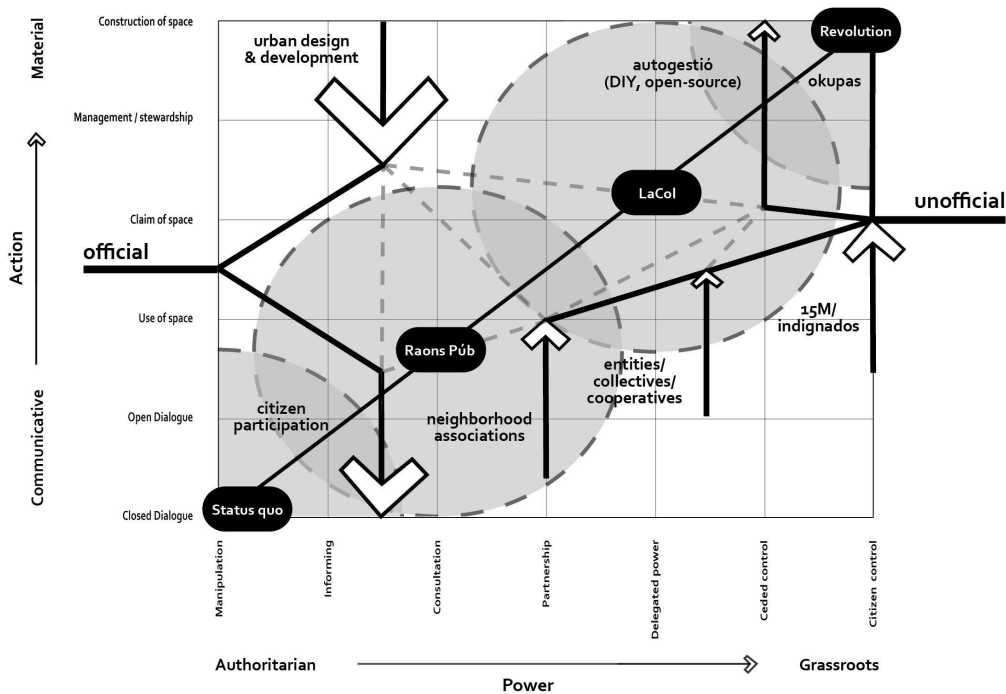 Construction of space
Management / stewardship
Claim of space
Use of space
Open Dialogue
Closed Dialogue
Material
Action
Communicative
urban design
& development
autogestió
(DIY, open-source)
Revolution
okupas
LaCol
unofficial
official
Raons Púb
15M/
indignados
entities/
collectives/
cooperatives
citizen
participation
neighborhood
associations
Status quo
Manipulation
Informing
Consultation
Partnership
Delegated power
Ceded control
Citizen control
Authoritarian
Grassroots
Power